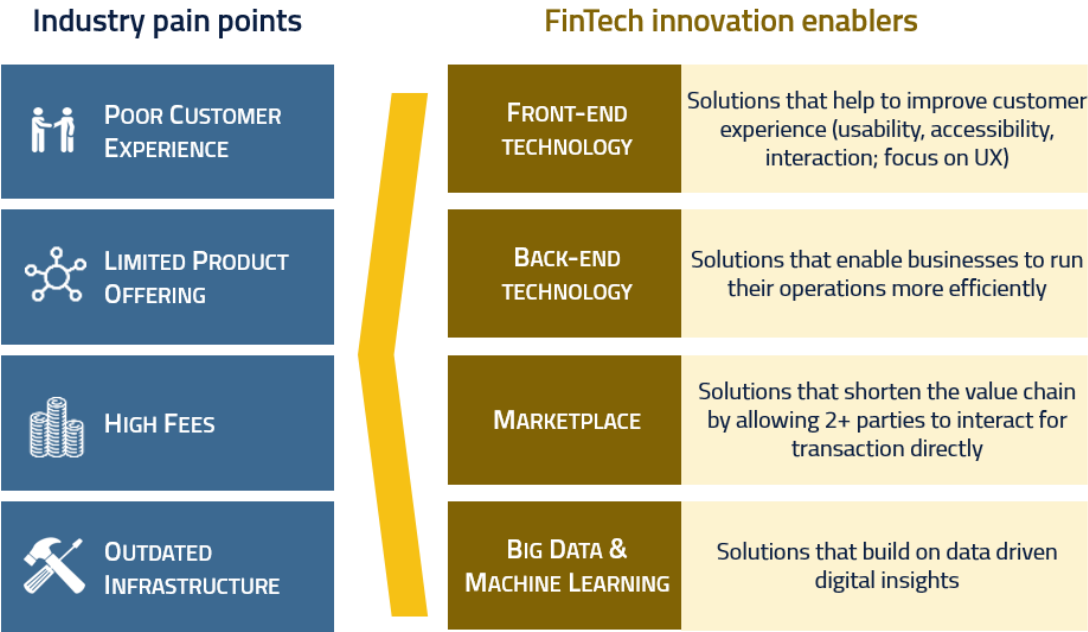 Industry pain points
FinTech innovation enablers
POOR CUSTOMER
EXPERIENCE
FRONT-END
TECHNOLOGY
Solutions that help to improve customer
experience (usability, accessibility,
interaction; focus on UX)
LIMITED PRODUCT
OFFERING
BACK-END
TECHNOLOGY
Solutions that enable businesses to run
their operations more efficiently
HIGH FEES
MARKETPLACE
Solutions that shorten the value chain
by allowing 2+ parties to interact for
transaction directly
OUTDATED
INFRASTRUCTURE
BIG DATA &
MACHINE LEARNING
Solutions that build on data driven
digital insights